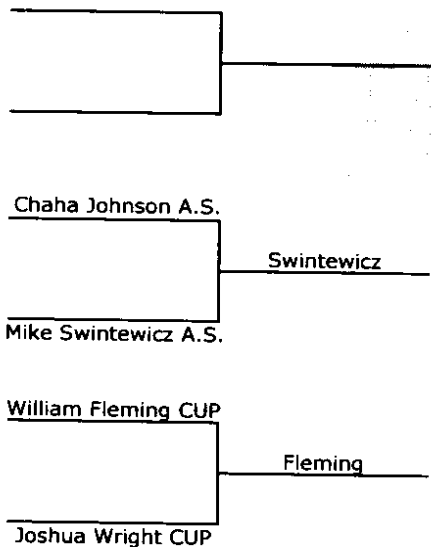 Chaha Johnson A.S.
Swintewicz
Mike Swintewicz A.S.
William Fleming CUP
Fleming
Joshua Wright CUP